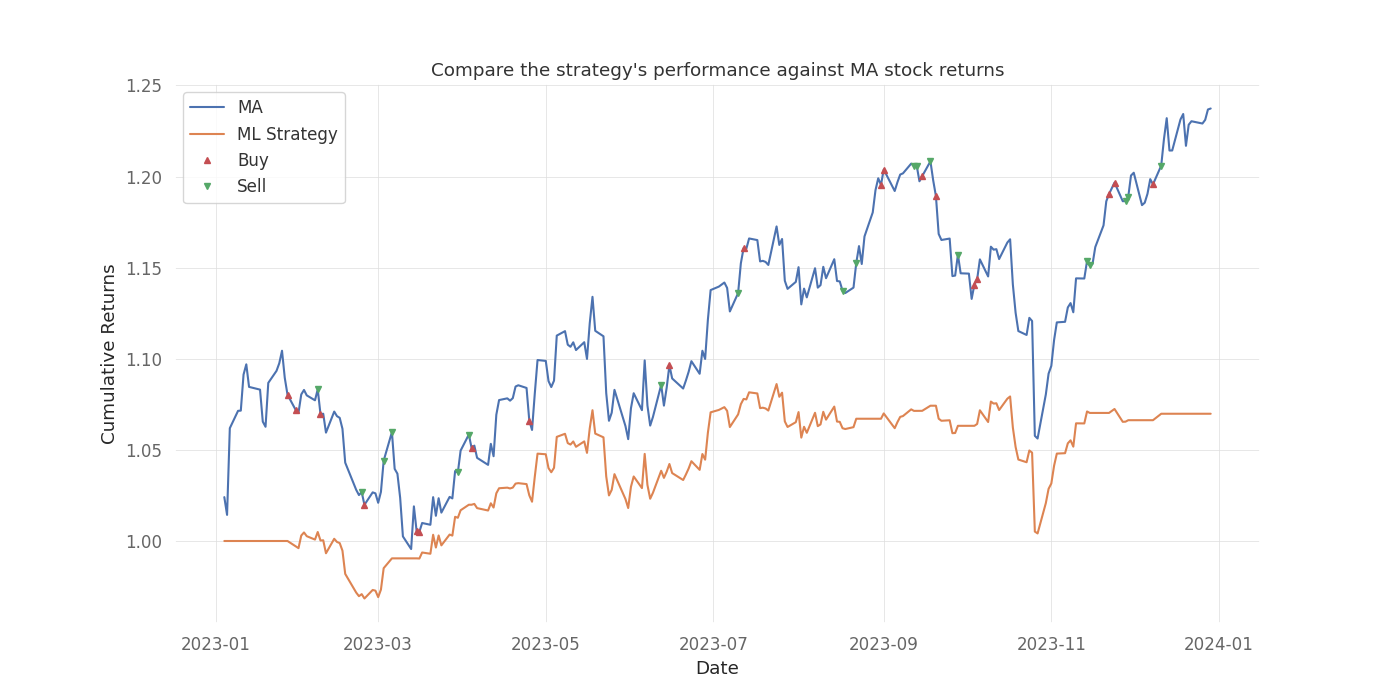 Compare the strategy's performance against MA stock returns
1.25
1.20
1.15
1.10
1.05
1.00
Cumulative Returns
MA
ML Strategy
Buy
Sell
2023-01 2023-03 2023-05 2023-07 2023-09 2023-11 2024-01
Date